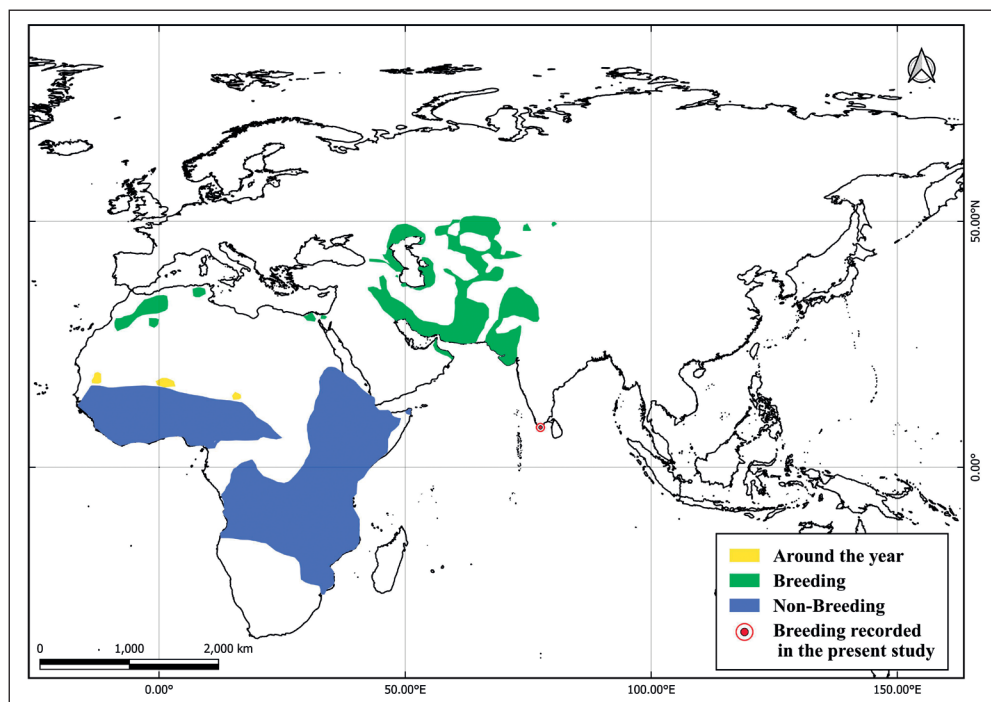 50.00°N
0.00°
Around the year
Breeding
Non-Breeding
Breeding recorded
in the present study
0 1,000 2,000 km
0.00° 50.00°E 100.00°E 150.00°E